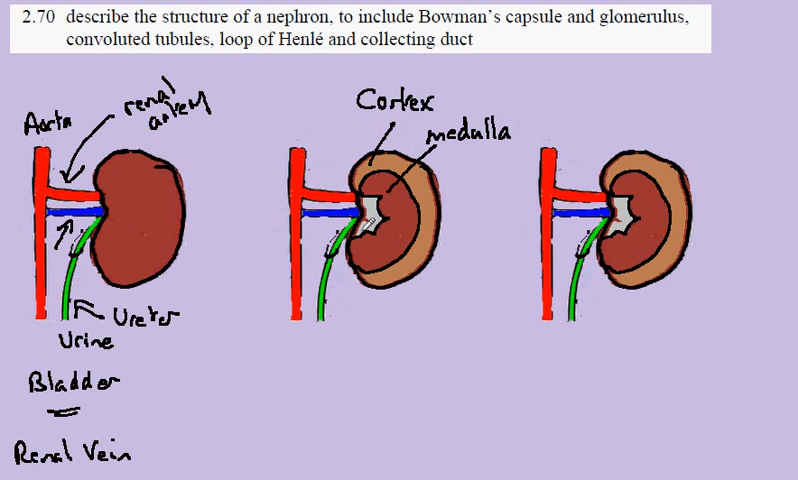 2.70 describe the structure of a nephron, to include Bowman's capsule and glomerulus,
convoluted tubules, loop of Henlé and collecting duct
renal
artery
Aorta
Cortex
medulla
Ureter
Urine
Bladder
Renal Vein